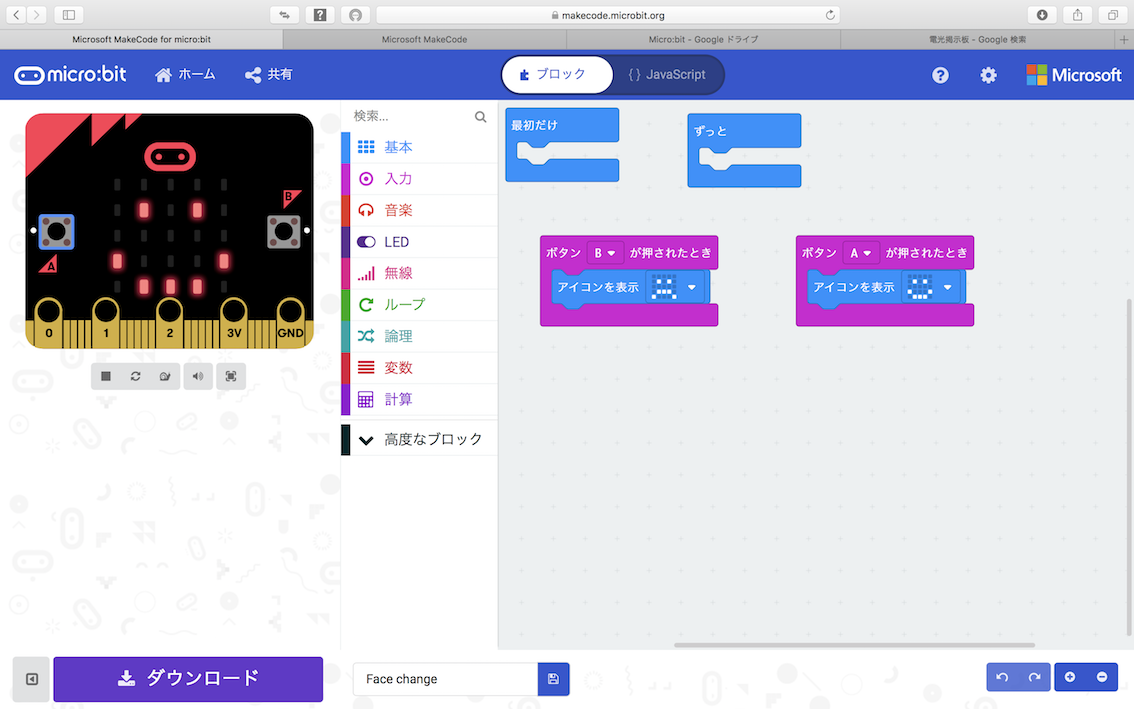 makecode.microbit.org
Microsoft MakeCode for micro:bit
Microsoft MakeCode
Micro:bit - Google ドライブ
電光掲示板 - Google 検索
micro:bit
ホーム
共有
ブロック
{} JavaScript
?
Microsoft
検索...
基本
入力
音楽
LED
無線
ループ
論理
変数
計算
高度なブロック
B
A
0
1
2
3V
GND
最初だけ
ずっと
ボタン B が押されたとき
アイコンを表示
ボタン A が押されたとき
アイコンを表示
ダウンロード
Face change